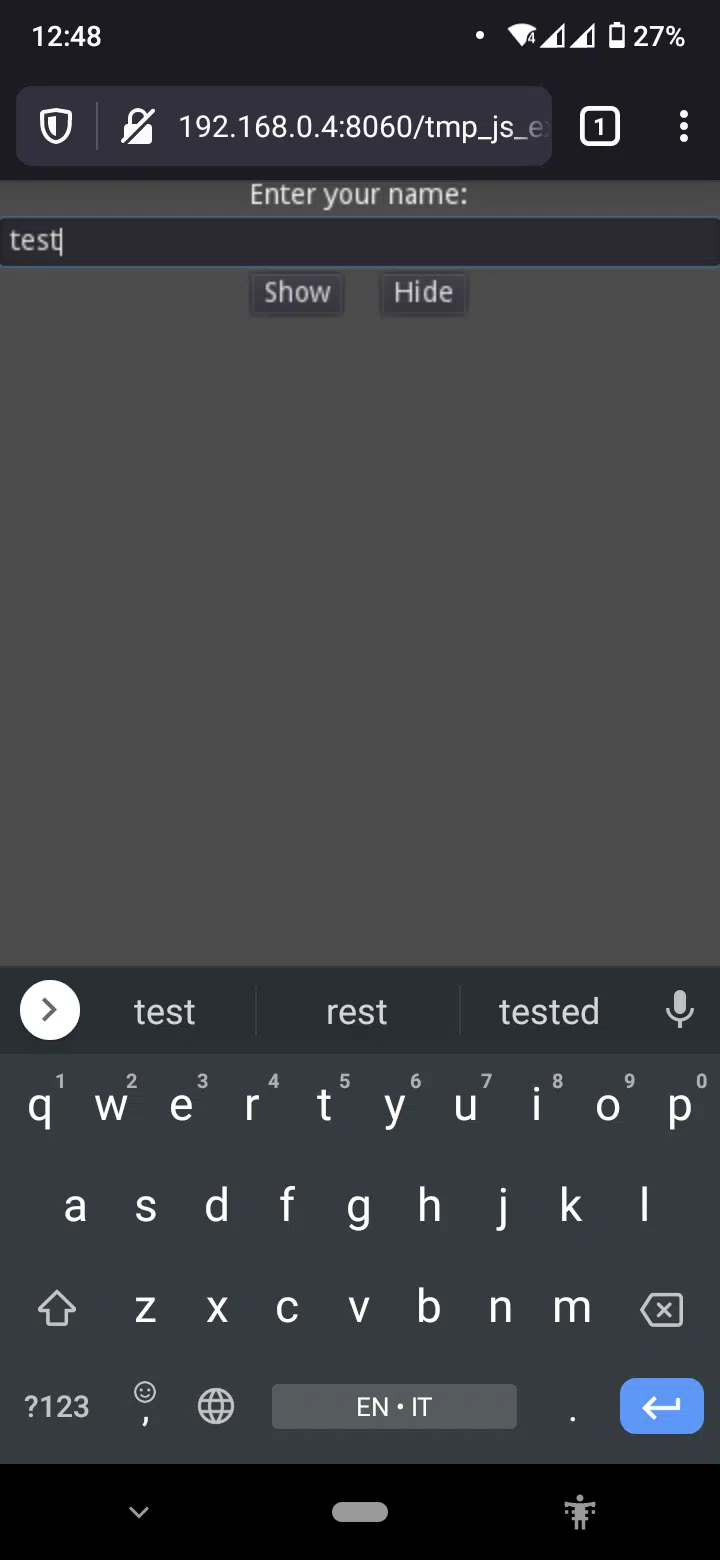 12:48
4 27%
192.168.0.4:8060/tmp_js_e
1
Enter your name:
test
Show Hide
test rest tested
1 2 3 4 5 6 7 8 9 0
q w e r t y u i o p
a s d f g h j k l
z x c v b n m
?123 , EN • IT .